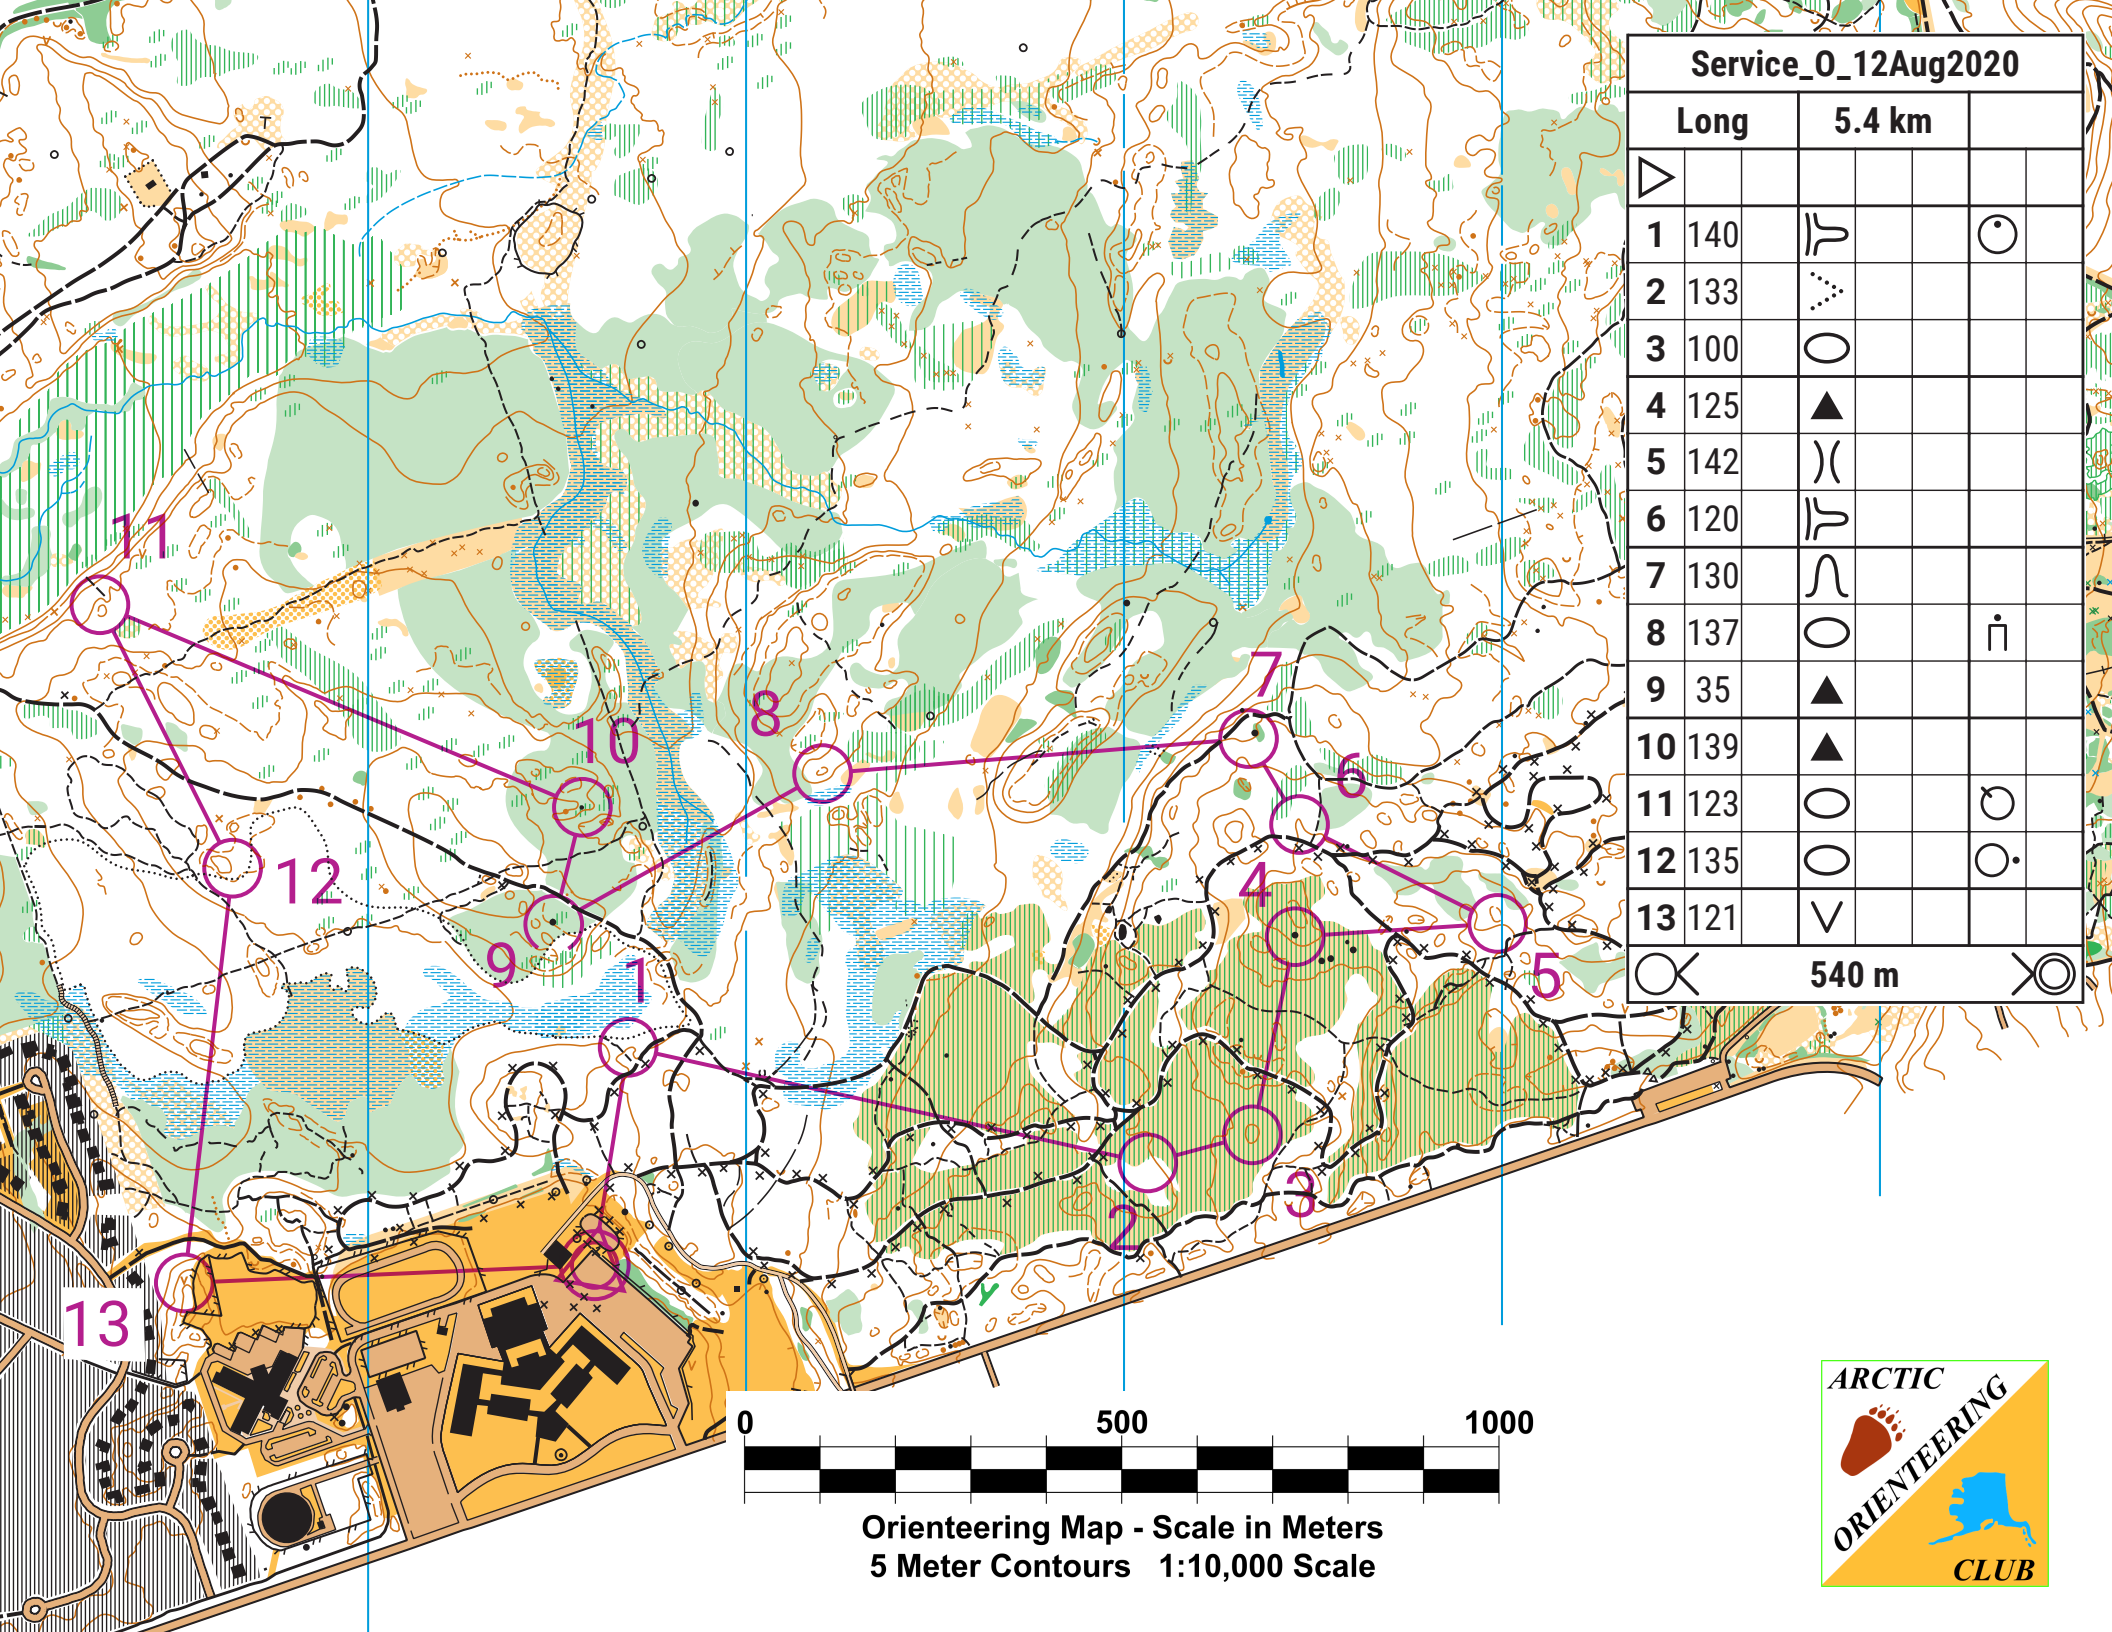 Service_O_12Aug2020
Long 5.4 km
1 140
2 133
3 100
4 125
5 142
6 120
7 130
8 137
9 35
10 139
11 123
12 135
13 121
540 m
T
11
7
8
10
6
12
4
9
1
5
3
2
13
0 500 1000
Orienteering Map - Scale in Meters
5 Meter Contours 1:10,000 Scale
ARCTIC
ORIENTEERING
CLUB